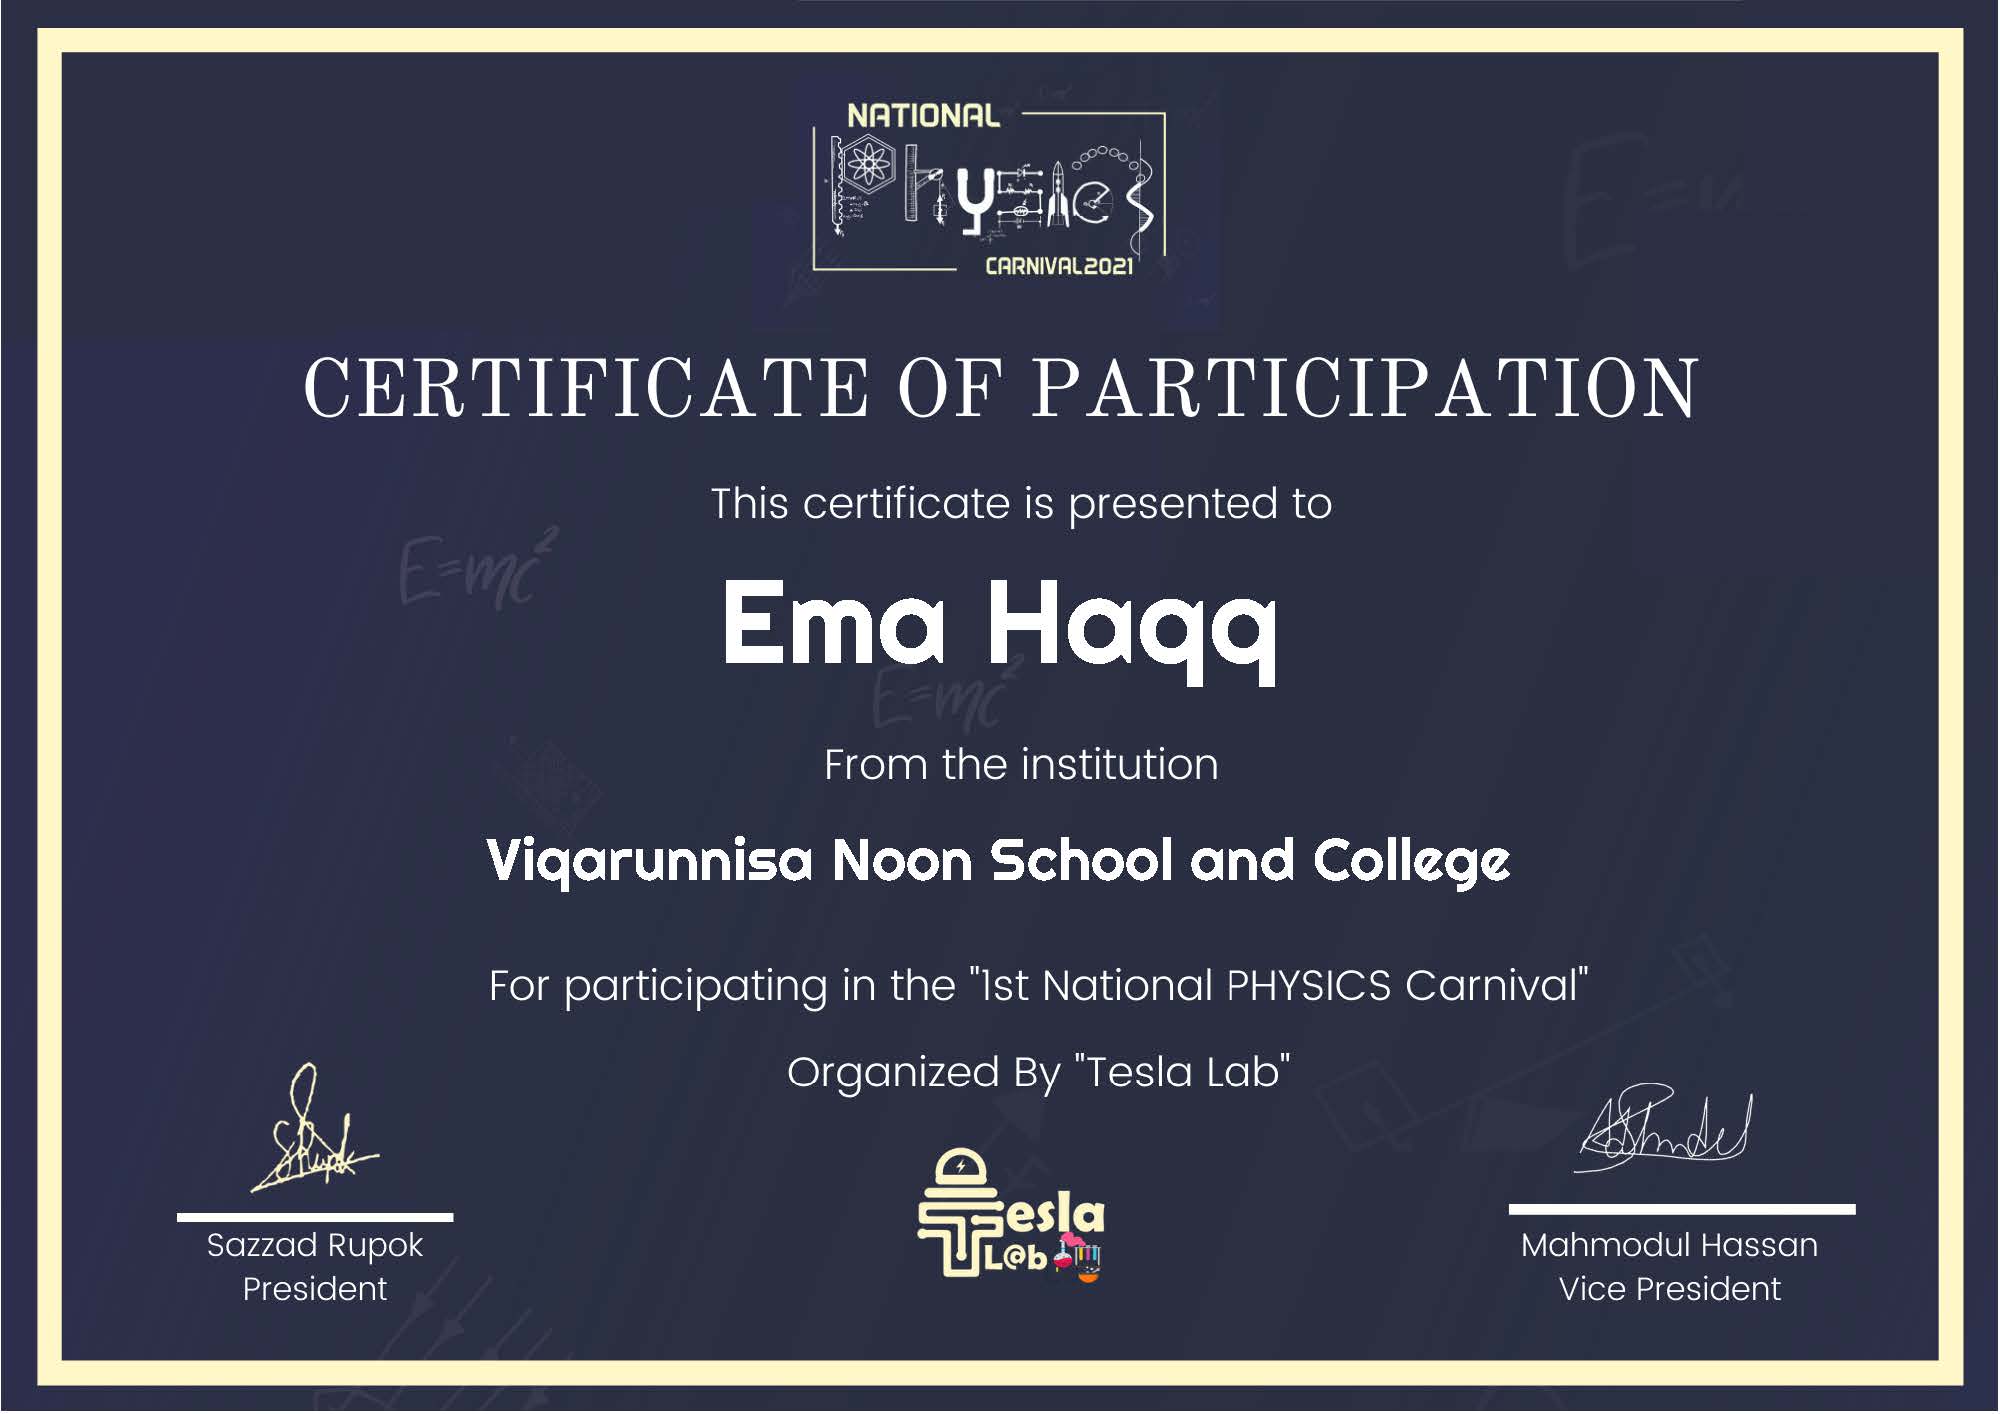 NATIONAL
PHYSICS
CARNIVAL2021
CERTIFICATE OF PARTICIPATION
This certificate is presented to
E=mc²
Ema Haqq
E=mc²
From the institution
Viqarunnisa Noon School and College
For participating in the "1st National PHYSICS Carnival"
Organized By "Tesla Lab"
Tesla
L@b
Sazzad Rupok
President
Mahmodul Hassan
Vice President